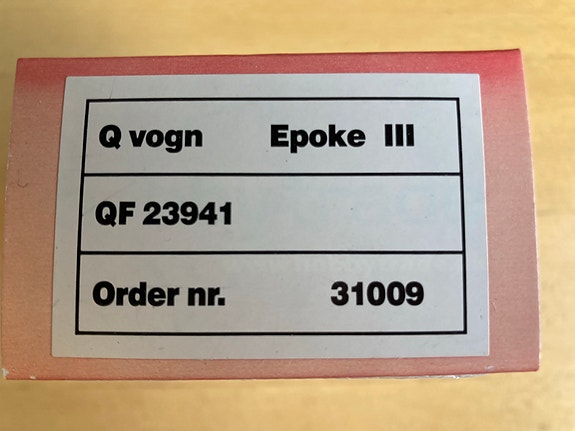 Q vogn Epoke III
QF 23941
Order nr. 31009